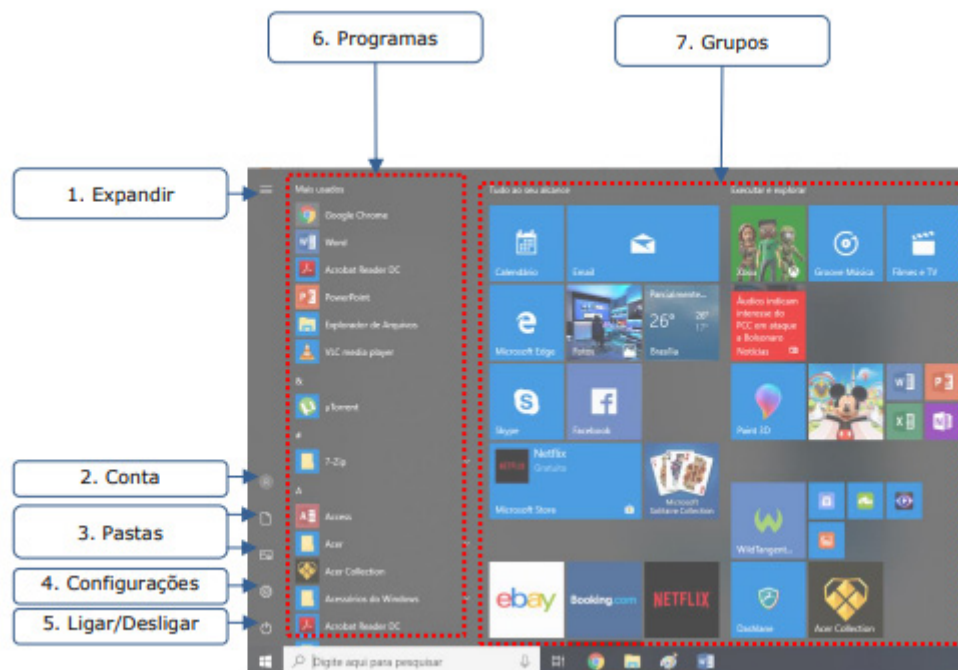 6. Programas
7. Grupos
1. Expandir
2. Conta
3. Pastas
4. Configurações
5. Ligar/Desligar
Mais usados
Google Chrome
Word
Acrobat Reader DC
PowerPoint
Explorador de Arquivos
VLC media player
&
µTorrent
#
7-Zip
A
Access
Acer
Acer Collection
Acessórios do Windows
Acrobat Reader DC
Tudo ao seu alcance
Calendário
Email
Microsoft Edge
Fotos
Parcialmente...
26°
26°
17°
Brasília
Skype
Facebook
NETFLIX
Netflix
Gratuito
Microsoft Store
Microsoft
Solitaire Collection
ebay
Booking.com
NETFLIX
Executar e explorar
Xbox
Groove Música
Filmes e TV
Áudios indicam
interesse do
PCC em ataque
a Bolsonaro
Notícias
Paint 3D
WildTangent...
Dashlane
Acer Collection
Digite aqui para pesquisar